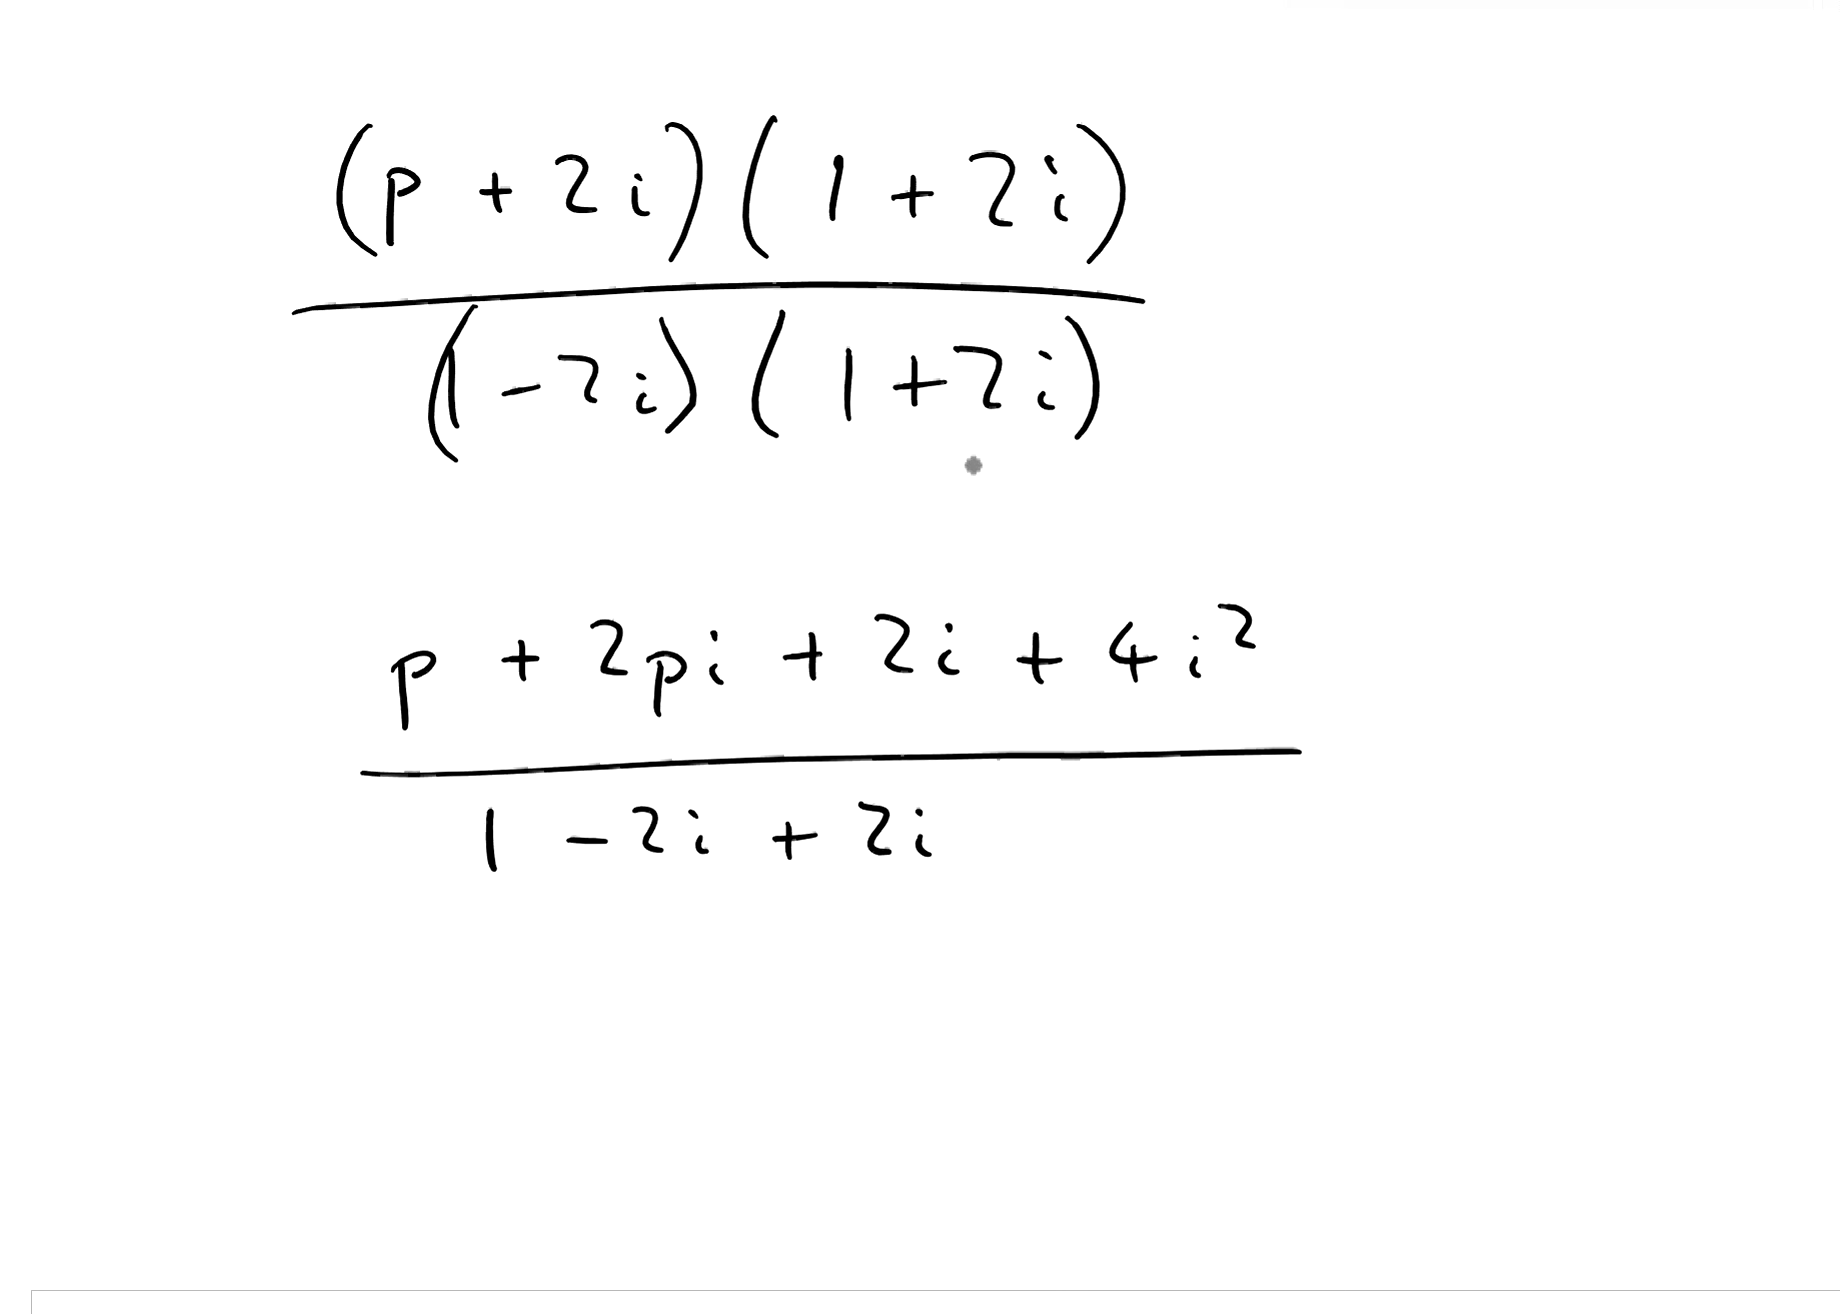 (p + 2i)(1 + 2i)
(1 - 2i)(1 + 2i)
p + 2pi + 2i + 4i²
1 - 2i + 2i